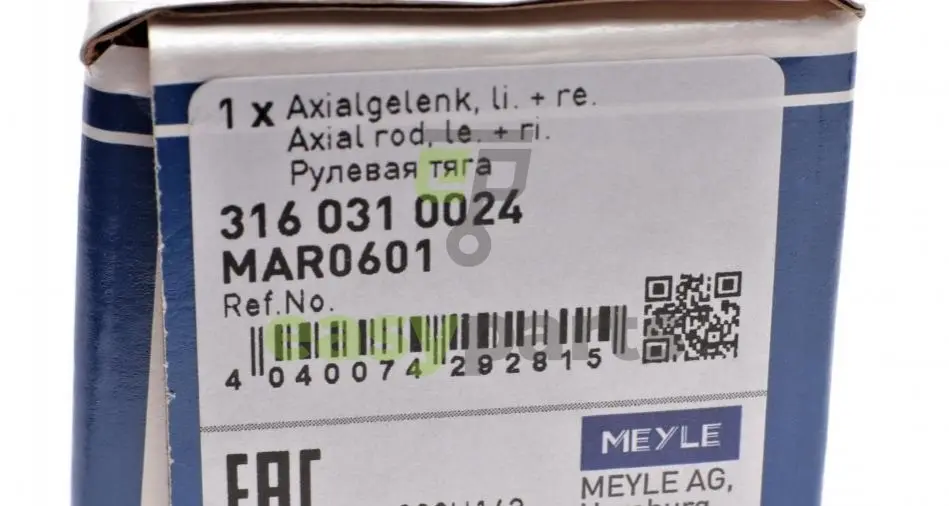 1 x Axialgelenk, li. + re.
Axial rod, le. + ri.
Рулевая тяга
316 031 0024
MAR0601
Ref.No.
easyparts
4 040074 292815
MEYLE
EAC
MEYLE AG,